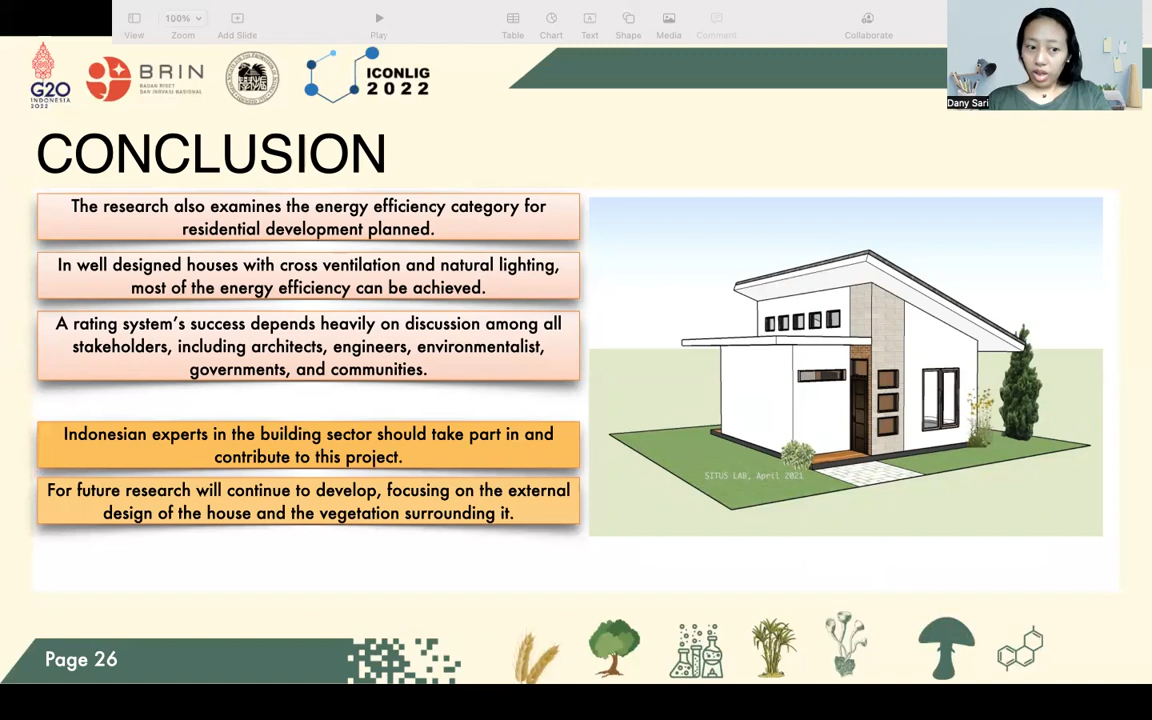 100%
View
Zoom
Add Slide
Play
Table
Chart
Text
Shape
Media
Comment
Collaborate
G20
INDONESIA
2022
BRIN
BADAN RISET
DAN INOVASI NASIONAL
ICONLIG
2022
Dany Sari
CONCLUSION
The research also examines the energy efficiency category for
residential development planned.
In well designed houses with cross ventilation and natural lighting,
most of the energy efficiency can be achieved.
A rating system's success depends heavily on discussion among all
stakeholders, including architects, engineers, environmentalist,
governments, and communities.
Indonesian experts in the building sector should take part in and
contribute to this project.
For future research will continue to develop, focusing on the external
design of the house and the vegetation surrounding it.
SITUS LAB, April 2021
Page 26